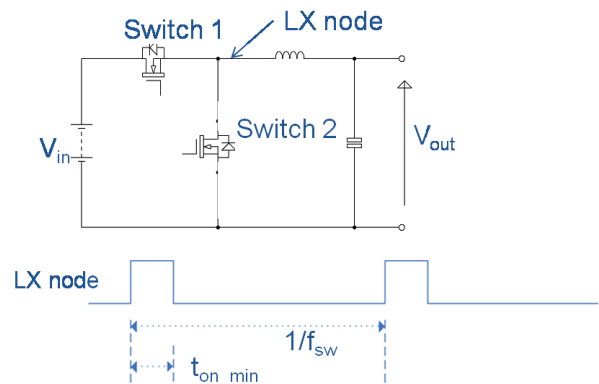 LX node
Switch 1
Switch 2
Vin
Vout
LX node
1/fsw
ton_min